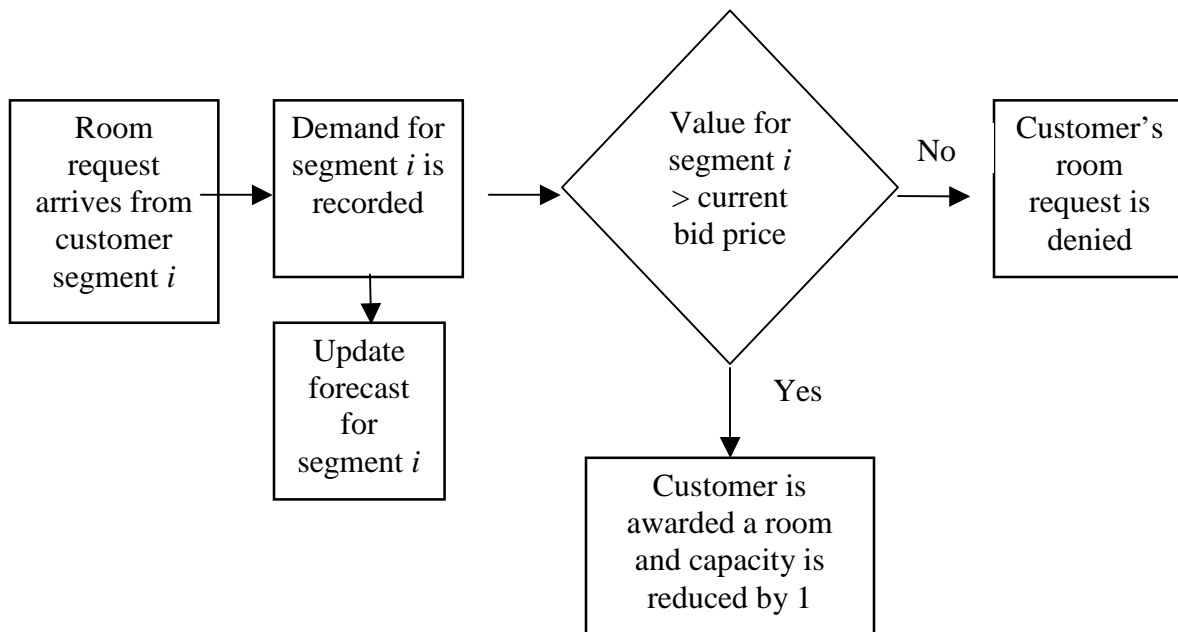 Room
request
arrives from
customer
segment i
Demand for
segment i is
recorded
Update
forecast
for
segment i
Value for
segment i
> current
bid price
No
Customer’s
room
request is
denied
Yes
Customer is
awarded a room
and capacity is
reduced by 1